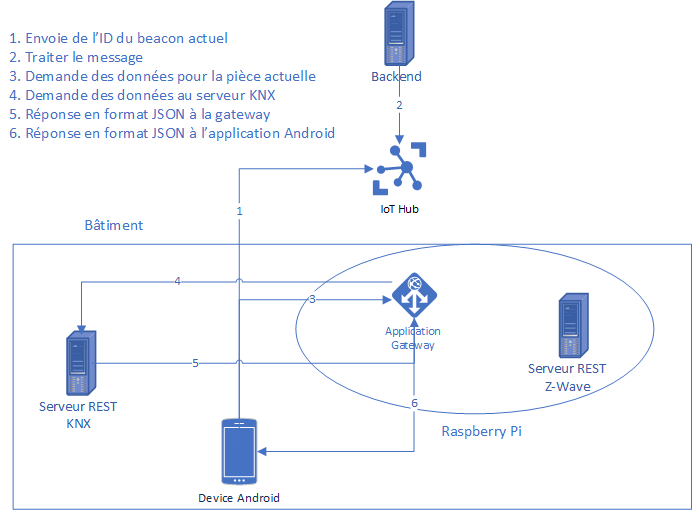 1. Envoie de l’ID du beacon actuel
2. Traiter le message
3. Demande des données pour la pièce actuelle
4. Demande des données au serveur KNX
5. Réponse en format JSON à la gateway
6. Réponse en format JSON à l’application Android
Backend
2
IoT Hub
1
Bâtiment
4
3
Application
Gateway
5
Serveur REST
Z-Wave
Serveur REST
KNX
6
Raspberry Pi
Device Android